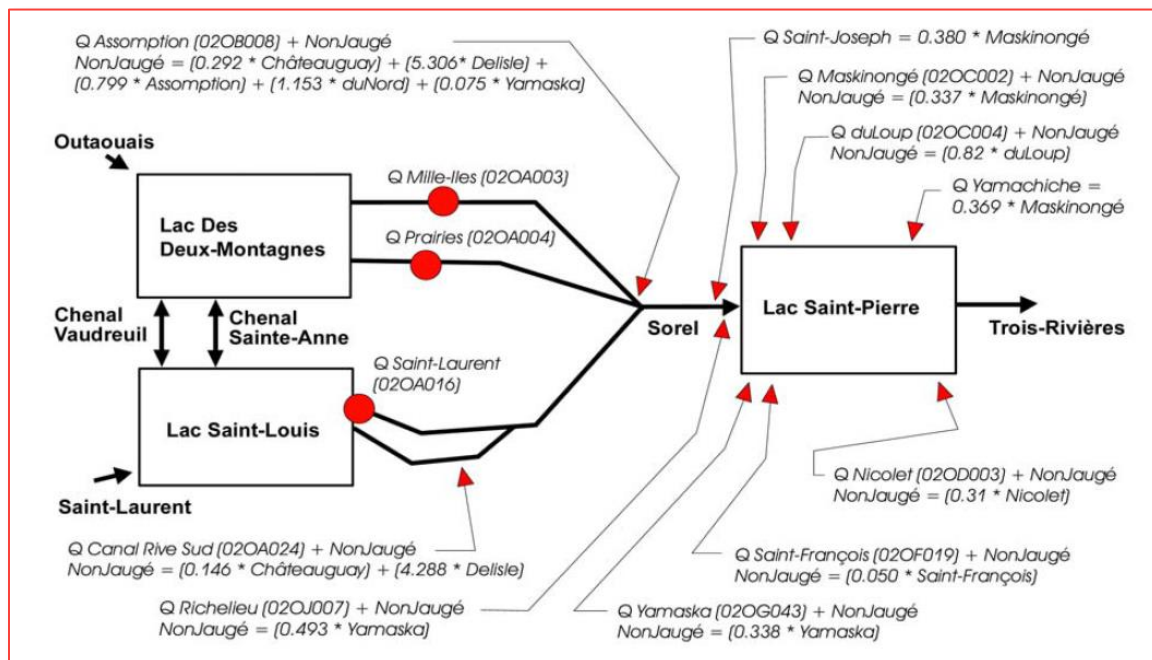 Q Assomption (02OB008) + NonJaugé
NonJaugé = (0.292 * Châteauguay) + (5.306* Delisle) +
(0.799 * Assomption) + (1.153 * duNord) + (0.075 * Yamaska)
Q Saint-Joseph = 0.380 * Maskinongé
Q Maskinongé (02OC002) + NonJaugé
NonJaugé = (0.337 * Maskinongé)
Q duLoup (02OC004) + NonJaugé
NonJaugé = (0.82 * duLoup)
Q Yamachiche =
0.369 * Maskinongé
Outaouais
Q Mille-Iles (02OA003)
Lac Des
Deux-Montagnes
Q Prairies (02OA004)
Chenal
Vaudreuil
Chenal
Sainte-Anne
Sorel
Lac Saint-Pierre
Trois-Rivières
Q Saint-Laurent
(02OA016)
Lac Saint-Louis
Saint-Laurent
Q Nicolet (02OD003) + NonJaugé
NonJaugé = (0.31 * Nicolet)
Q Canal Rive Sud (02OA024) + NonJaugé
NonJaugé = (0.146 * Châteauguay) + (4.288 * Delisle)
Q Saint-François (02OF019) + NonJaugé
NonJaugé = (0.050 * Saint-François)
Q Richelieu (02OJ007) + NonJaugé
NonJaugé = (0.493 * Yamaska)
Q Yamaska (02OG043) + NonJaugé
NonJaugé = (0.338 * Yamaska)